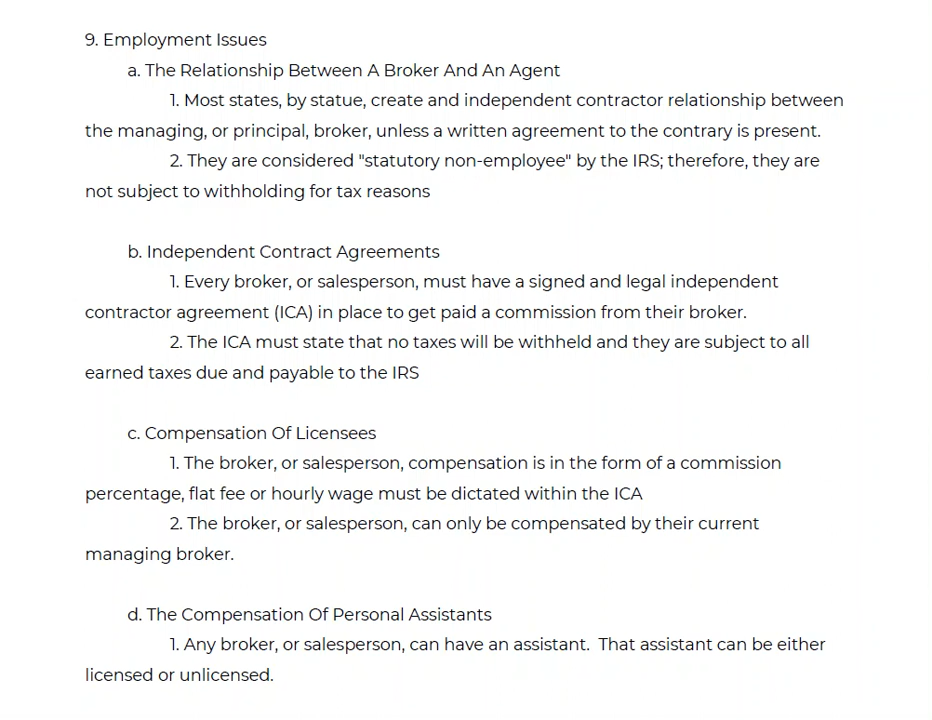 9. Employment Issues
a. The Relationship Between A Broker And An Agent
1. Most states, by statue, create and independent contractor relationship between
the managing, or principal, broker, unless a written agreement to the contrary is present.
2. They are considered "statutory non-employee" by the IRS; therefore, they are
not subject to withholding for tax reasons
b. Independent Contract Agreements
1. Every broker, or salesperson, must have a signed and legal independent
contractor agreement (ICA) in place to get paid a commission from their broker.
2. The ICA must state that no taxes will be withheld and they are subject to all
earned taxes due and payable to the IRS
c. Compensation Of Licensees
1. The broker, or salesperson, compensation is in the form of a commission
percentage, flat fee or hourly wage must be dictated within the ICA
2. The broker, or salesperson, can only be compensated by their current
managing broker.
d. The Compensation Of Personal Assistants
1. Any broker, or salesperson, can have an assistant.  That assistant can be either
licensed or unlicensed.